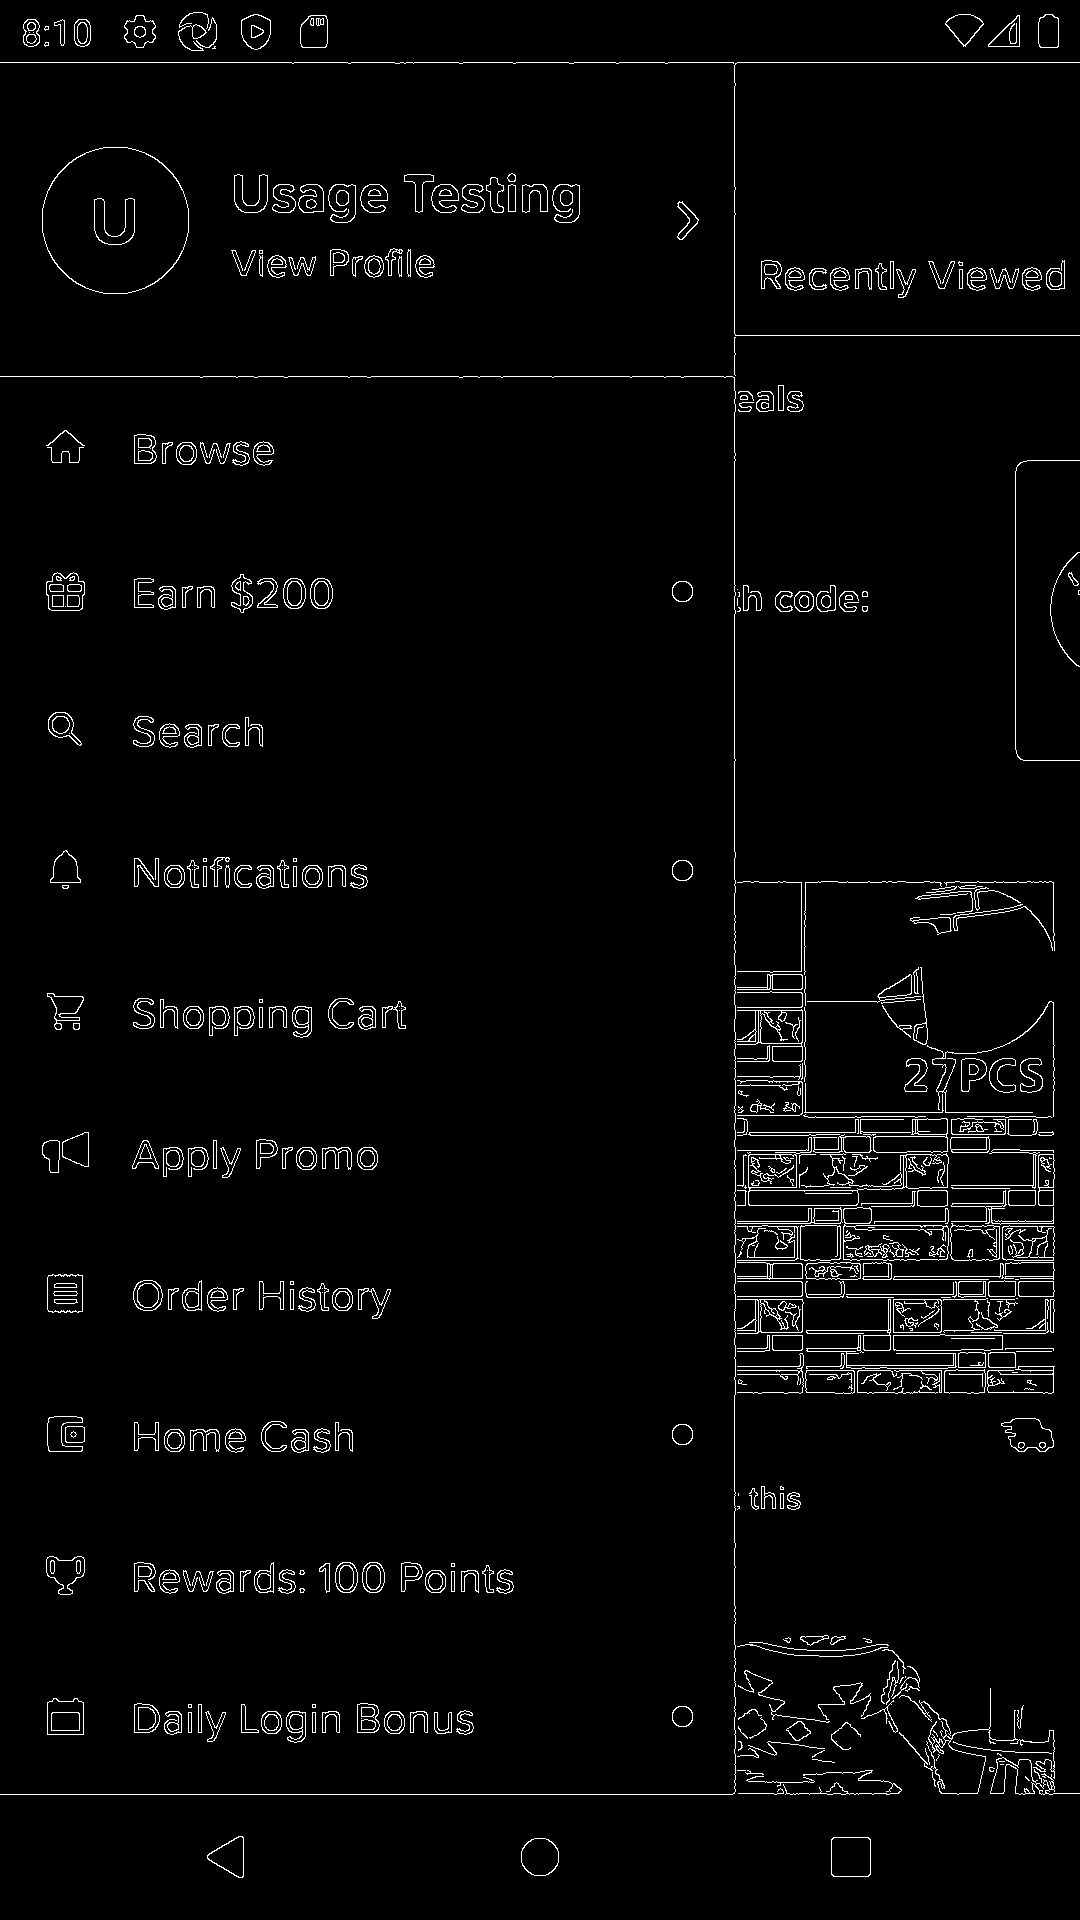 8:10
U
Usage Testing
View Profile
Recently Viewed
eals
Browse
Earn $200
th code:
Search
Notifications
Shopping Cart
27PCS
Apply Promo
Order History
Home Cash
this
Rewards: 100 Points
Daily Login Bonus